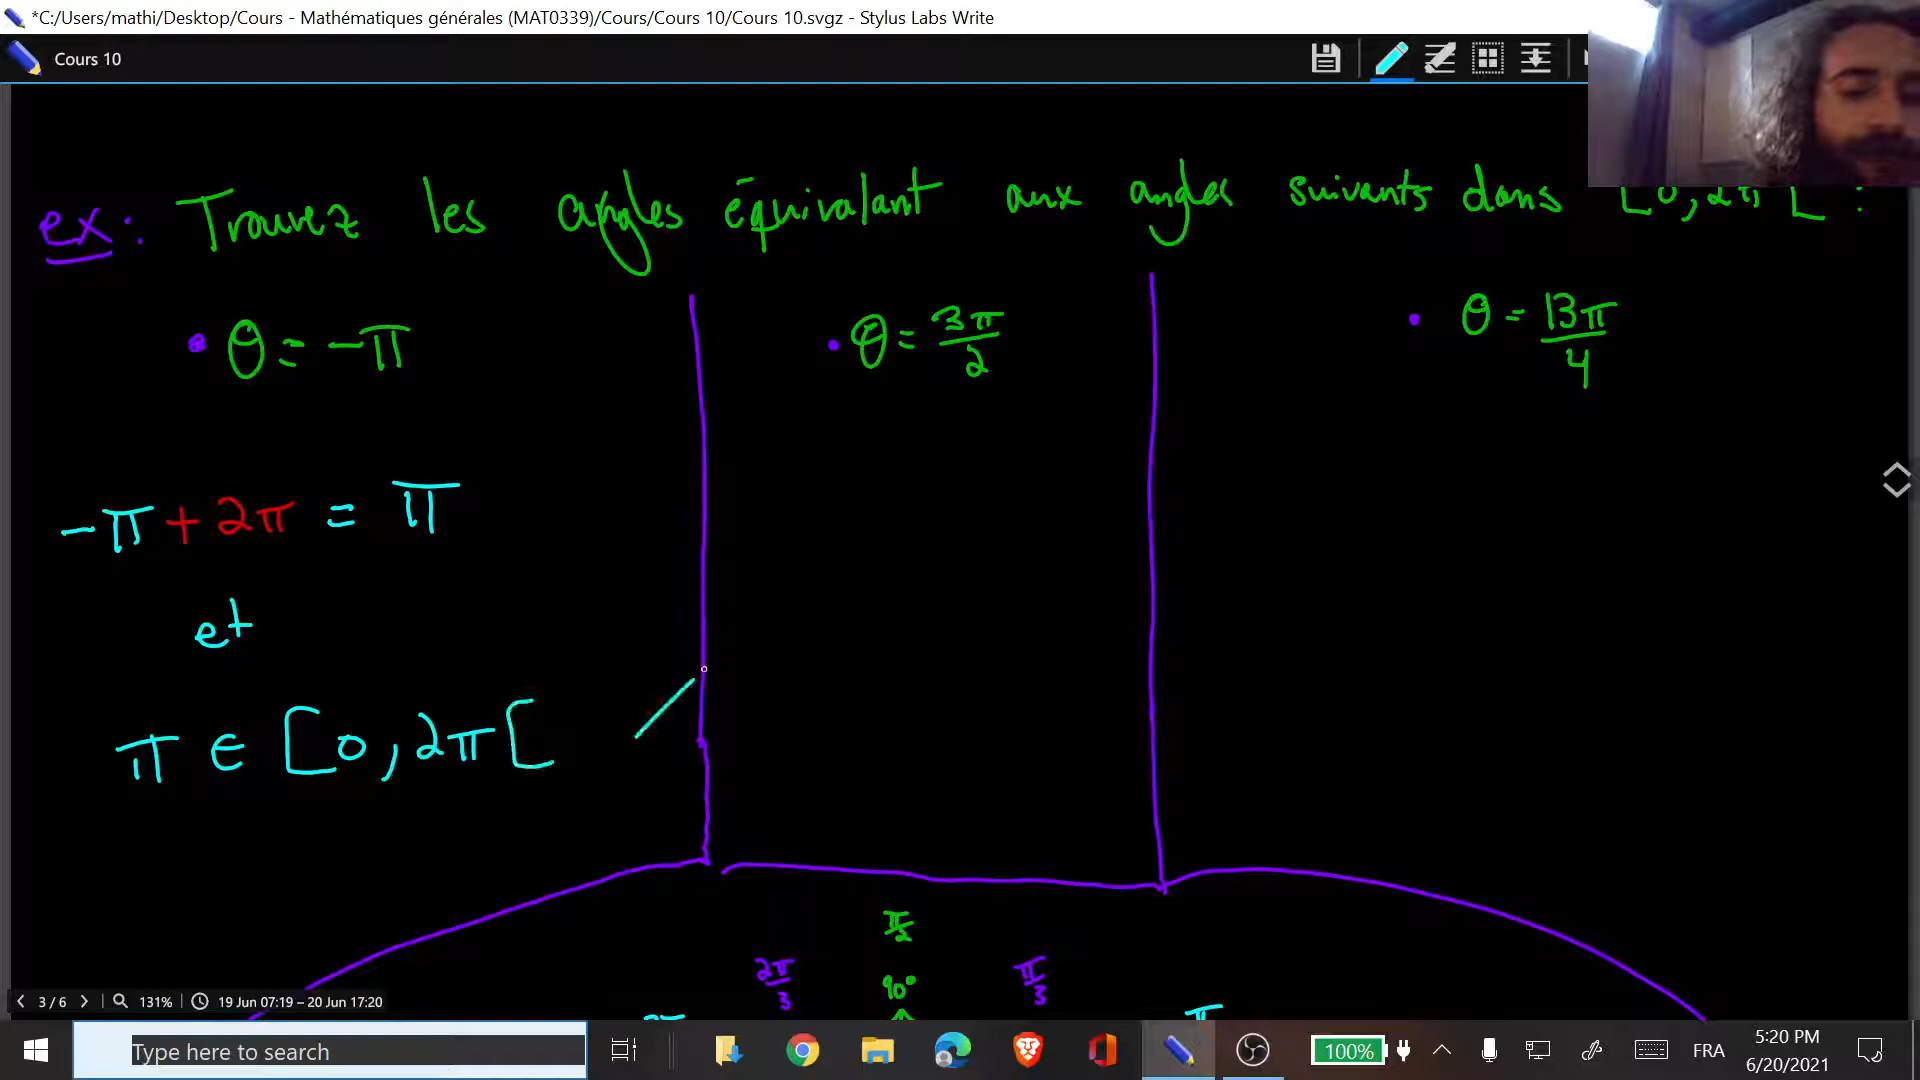 *C:/Users/mathi/Desktop/Cours - Mathématiques générales (MAT0339)/Cours/Cours 10/Cours 10.svgz - Stylus Labs Write
Cours 10
ex: Trouvez les angles équivalant aux angles suivants dans [0, 2π [ :
• θ = -π
• θ = 3π/2
• θ = 13π/4
-π + 2π = π
et
π ∈ [0, 2π[
π/2
2π/3
90°
π/3
3/6
131%
19 Jun 07:19 - 20 Jun 17:20
Type here to search
100%
FRA
5:20 PM
6/20/2021